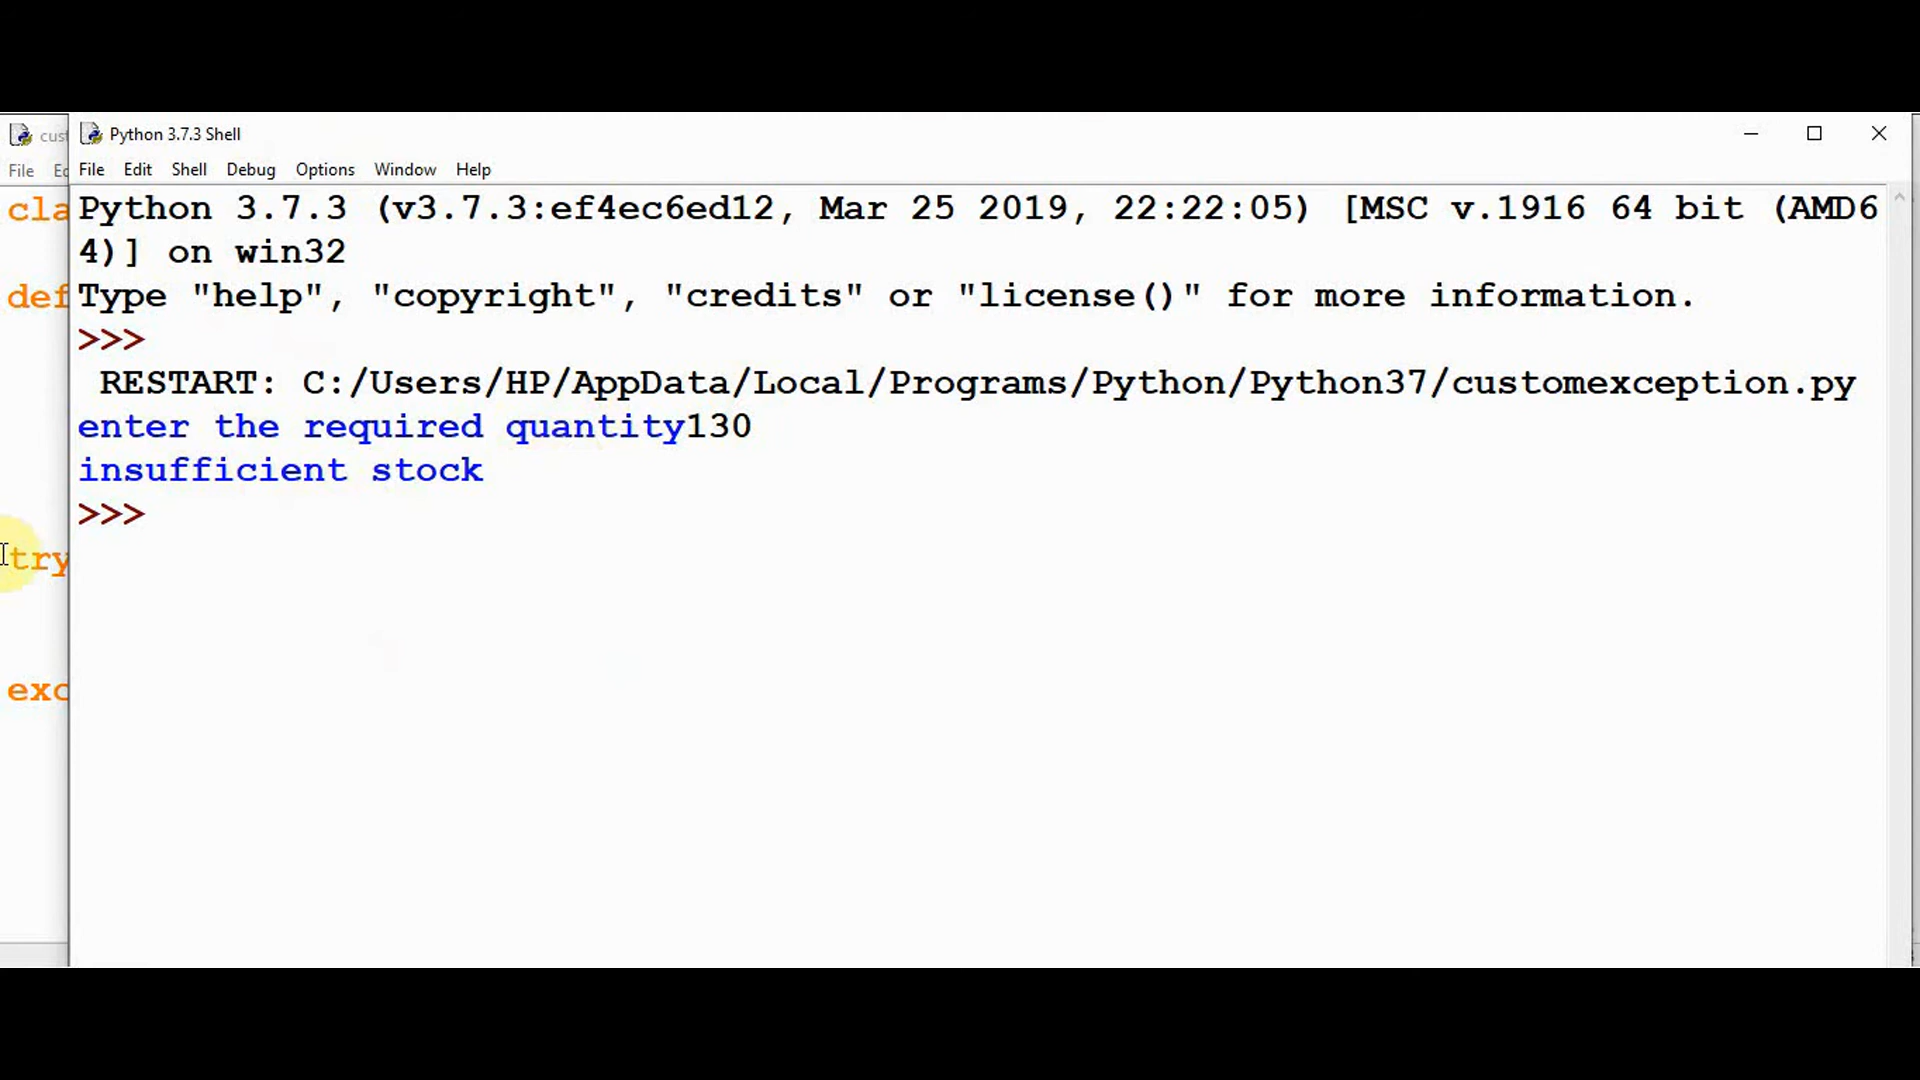 cust
Python 3.7.3 Shell
File
File Edit Shell Debug Options Window Help
cla
Python 3.7.3 (v3.7.3:ef4ec6ed12, Mar 25 2019, 22:22:05) [MSC v.1916 64 bit (AMD6
4)] on win32
def
Type "help", "copyright", "credits" or "license()" for more information.
>>>
RESTART: C:/Users/HP/AppData/Local/Programs/Python/Python37/customexception.py
enter the required quantity130
insufficient stock
>>>
try
exc